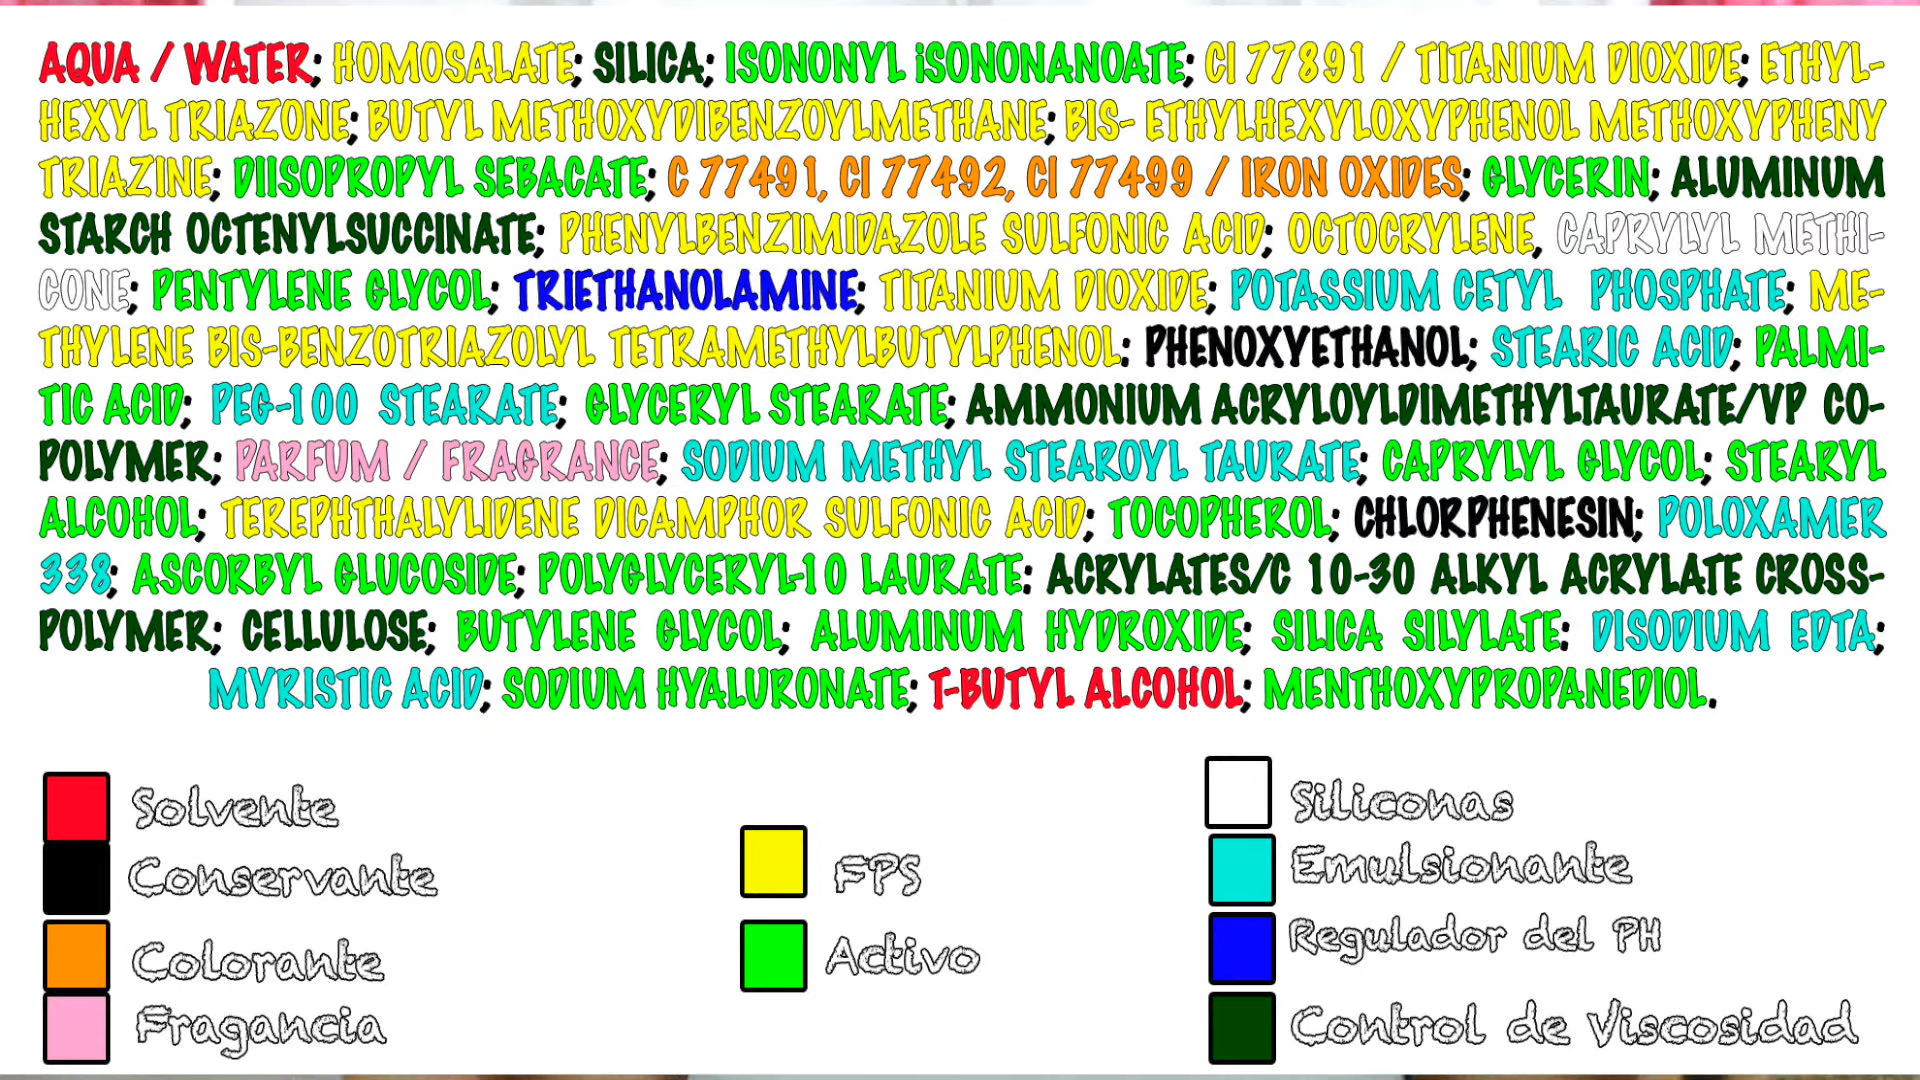 AQUA / WATER; HOMOSALATE; SILICA; ISONONYL iSONONANOATE; CI 77891 / TITANIUM DIOXIDE; ETHYL-
HEXYL TRIAZONE; BUTYL METHOXYDIBENZOYLMETHANE; BIS- ETHYLHEXYLOXYPHENOL METHOXYPHENY
TRIAZINE; DIISOPROPYL SEBACATE; C 77491, CI 77492, CI 77499 / IRON OXIDES; GLYCERIN; ALUMINUM
STARCH OCTENYLSUCCINATE; PHENYLBENZIMIDAZOLE SULFONIC ACID; OCTOCRYLENE, CAPRYLYL METHI-
CONE; PENTYLENE GLYCOL; TRIETHANOLAMINE; TITANIUM DIOXIDE; POTASSIUM CETYL PHOSPHATE; ME-
THYLENE BIS-BENZOTRIAZOLYL TETRAMETHYLBUTYLPHENOL: PHENOXYETHANOL; STEARIC ACID; PALMI-
TIC ACID; PEG-100 STEARATE; GLYCERYL STEARATE; AMMONIUM ACRYLOYLDIMETHYLTAURATE/VP CO-
POLYMER; PARFUM / FRAGRANCE; SODIUM METHYL STEAROYL TAURATE; CAPRYLYL GLYCOL; STEARYL
ALCOHOL; TEREPHTHALYLIDENE DICAMPHOR SULFONIC ACID; TOCOPHEROL; CHLORPHENESIN; POLOXAMER
338; ASCORBYL GLUCOSIDE; POLYGLYCERYL-10 LAURATE: ACRYLATES/C 10-30 ALKYL ACRYLATE CROSS-
POLYMER; CELLULOSE; BUTYLENE GLYCOL; ALUMINUM HYDROXIDE; SILICA SILYLATE: DISODIUM EDTA;
MYRISTIC ACID; SODIUM HYALURONATE; T-BUTYL ALCOHOL; MENTHOXYPROPANEDIOL.
Solvente
Conservante
Colorante
Fragancia
FPS
Activo
Siliconas
Emulsionante
Regulador del PH
Control de Viscosidad